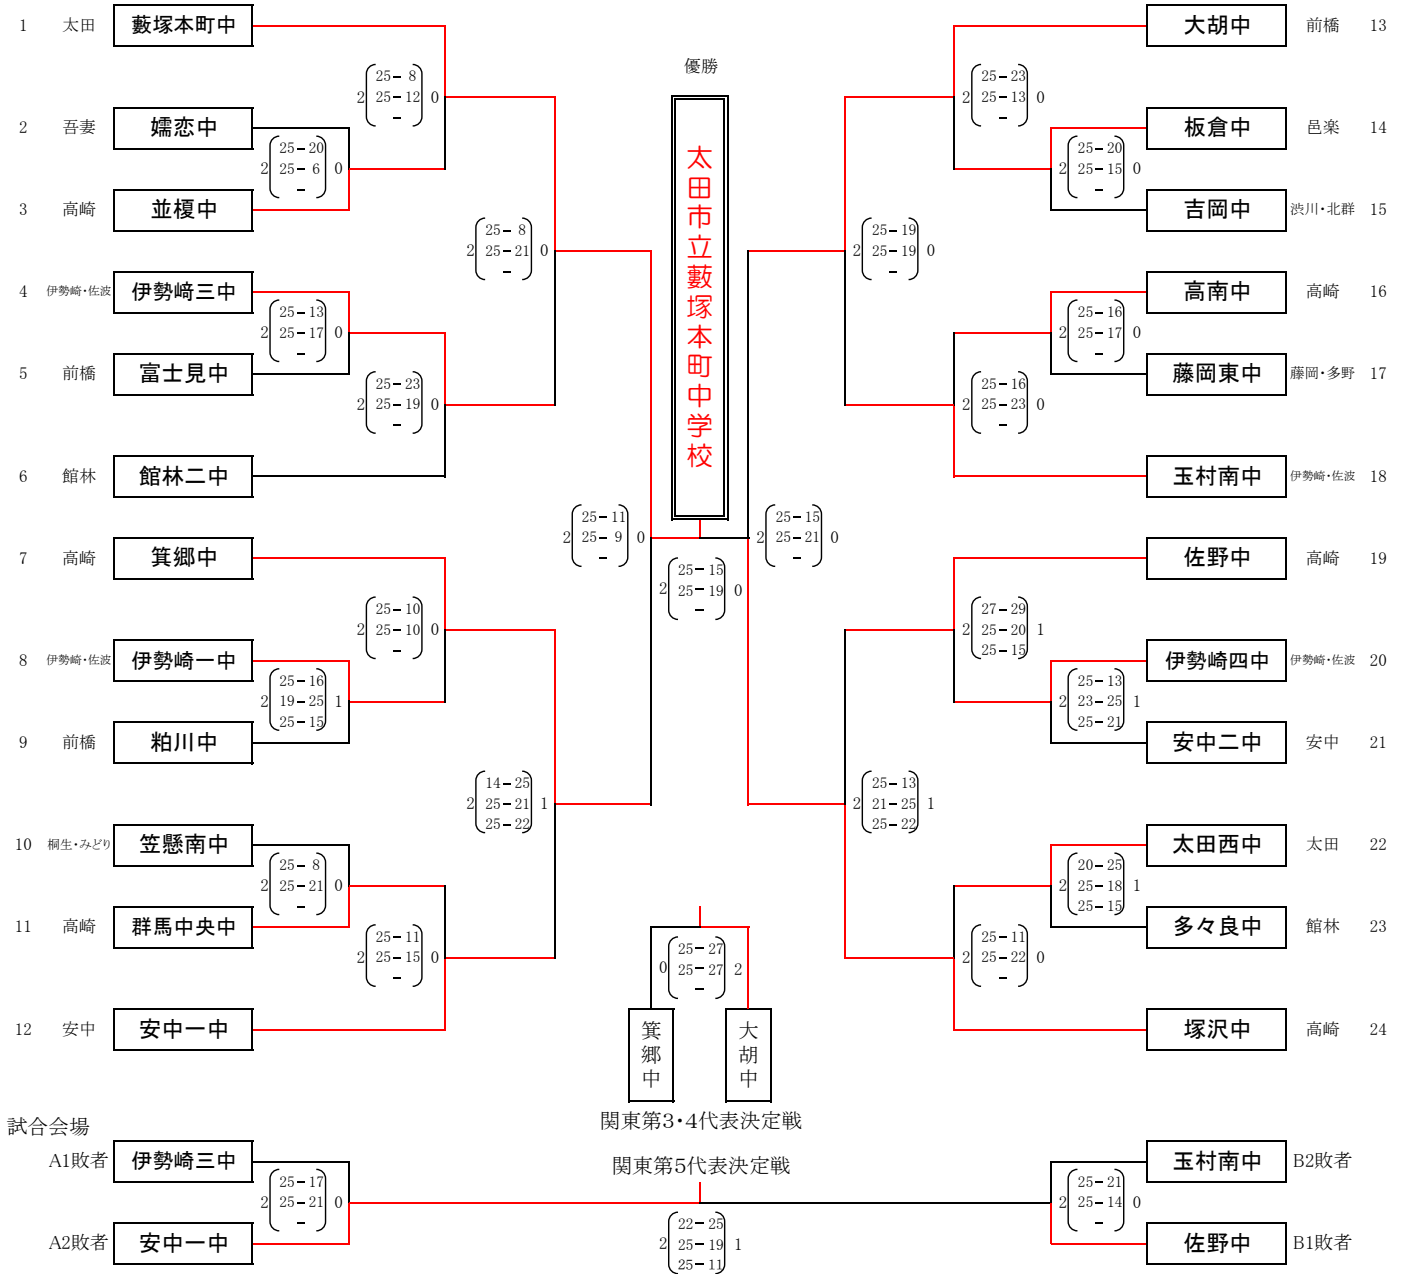 優勝
太田市立藪塚本町中学校
1 太田 藪塚本町中
2 25－8 25－12 － 0
2 吾妻 嬬恋中
2 25－20 25－6 － 0
3 高崎 並榎中
2 25－8 25－21 － 0
4 伊勢崎・佐波 伊勢﨑三中
2 25－13 25－17 － 0
5 前橋 富士見中
2 25－23 25－19 － 0
6 館林 館林二中
2 25－11 25－9 － 0
7 高崎 箕郷中
2 25－10 25－10 － 0
8 伊勢崎・佐波 伊勢崎一中
2 25－16 19－25 25－15 1
9 前橋 粕川中
2 14－25 25－21 25－22 1
10 桐生・みどり 笠懸南中
2 25－8 25－21 － 0
11 高崎 群馬中央中
2 25－11 25－15 － 0
12 安中 安中一中
2 25－15 25－19 － 0
大胡中 前橋 13
2 25－23 25－13 － 0
板倉中 邑楽 14
2 25－20 25－15 － 0
吉岡中 渋川・北群 15
2 25－19 25－19 － 0
高南中 高崎 16
2 25－16 25－17 － 0
藤岡東中 藤岡・多野 17
2 25－16 25－23 － 0
玉村南中 伊勢崎・佐波 18
2 25－15 25－21 － 0
佐野中 高崎 19
2 27－29 25－20 25－15 1
伊勢崎四中 伊勢崎・佐波 20
2 25－13 23－25 25－21 1
安中二中 安中 21
2 25－13 21－25 25－22 1
太田西中 太田 22
2 20－25 25－18 25－15 1
多々良中 館林 23
2 25－11 25－22 － 0
塚沢中 高崎 24
0 25－27 25－27 － 2
箕郷中
大胡中
関東第3・4代表決定戦
試合会場
関東第5代表決定戦
A1敗者 伊勢崎三中
2 25－17 25－21 － 0
A2敗者 安中一中
玉村南中 B2敗者
2 25－21 25－14 － 0
佐野中 B1敗者
2 22－25 25－19 25－11 1